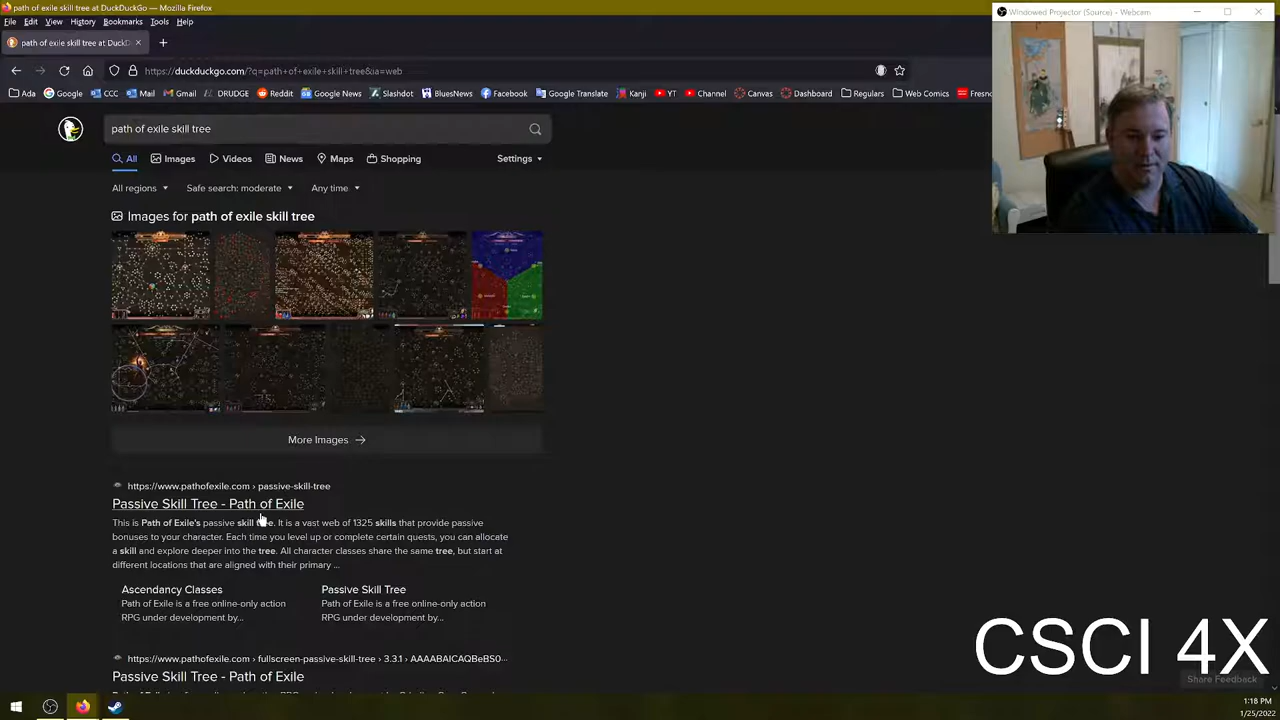 path of exile skill tree at DuckDuckGo — Mozilla Firefox
File Edit View History Bookmarks Tools Help
Windowed Projector (Source) - Webcam
path of exile skill tree at DuckD
https://duckduckgo.com/?q=path+of+exile+skill+tree&ia=web
Ada Google CCC Mail Gmail DRUDGE Reddit Google News Slashdot Blue News Facebook Google Translate Kanji YT Channel Canvas Dashboard Regulars Web Comics Fresno
path of exile skill tree
All Images Videos News Maps Shopping Settings
All regions Safe search: moderate Any time
Images for path of exile skill tree
More Images
https://www.pathofexile.com › passive-skill-tree
Passive Skill Tree - Path of Exile
This is Path of Exile's passive skill tree. It is a vast web of 1325 skills that provide passive
bonuses to your character. Each time you level up or complete certain quests, you can allocate
a skill and explore deeper into the tree. All character classes share the same tree, but start at
different locations that are aligned with their primary ...
Ascendancy Classes Passive Skill Tree
Path of Exile is a free online-only action Path of Exile is a free online-only action
RPG under development by... RPG under development by...
https://www.pathofexile.com › fullscreen-passive-skill-tree › 3.3.1 › AAAABAICAQBeBS0...
Passive Skill Tree - Path of Exile
CSCI 4X
Share Feedback
1:18 PM
1/25/2022